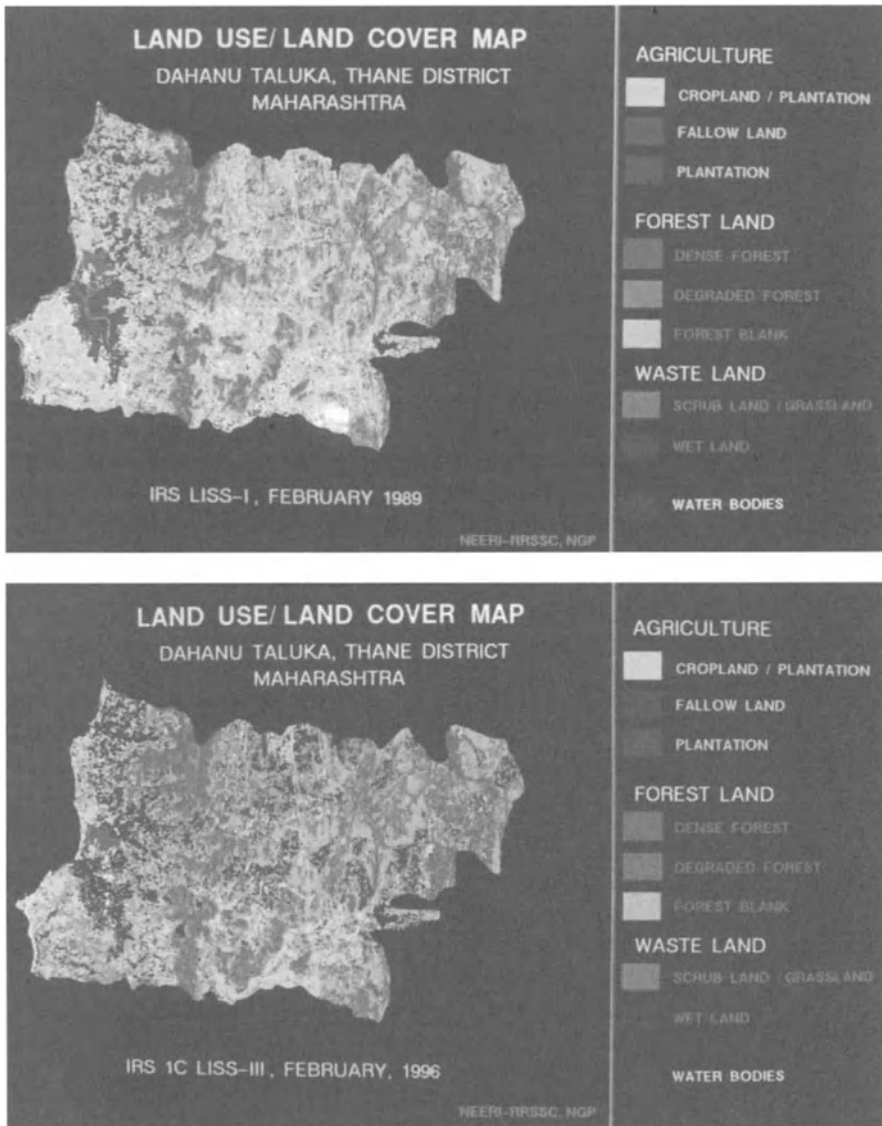 LAND USE/ LAND COVER MAP
DAHANU TALUKA, THANE DISTRICT
MAHARASHTRA
IRS LISS-I, FEBRUARY 1989
NEERI-RRSSC, NGP
AGRICULTURE
CROPLAND / PLANTATION
FALLOW LAND
PLANTATION
FOREST LAND
DENSE FOREST
DEGRADED FOREST
FOREST BLANK
WASTE LAND
SCRUB LAND / GRASSLAND
WET LAND
WATER BODIES
LAND USE/ LAND COVER MAP
DAHANU TALUKA, THANE DISTRICT
MAHARASHTRA
IRS 1C LISS-III, FEBRUARY, 1996
NEERI-RRSSC, NGP
AGRICULTURE
CROPLAND / PLANTATION
FALLOW LAND
PLANTATION
FOREST LAND
DENSE FOREST
DEGRADED FOREST
FOREST BLANK
WASTE LAND
SCRUB LAND / GRASSLAND
WET LAND
WATER BODIES